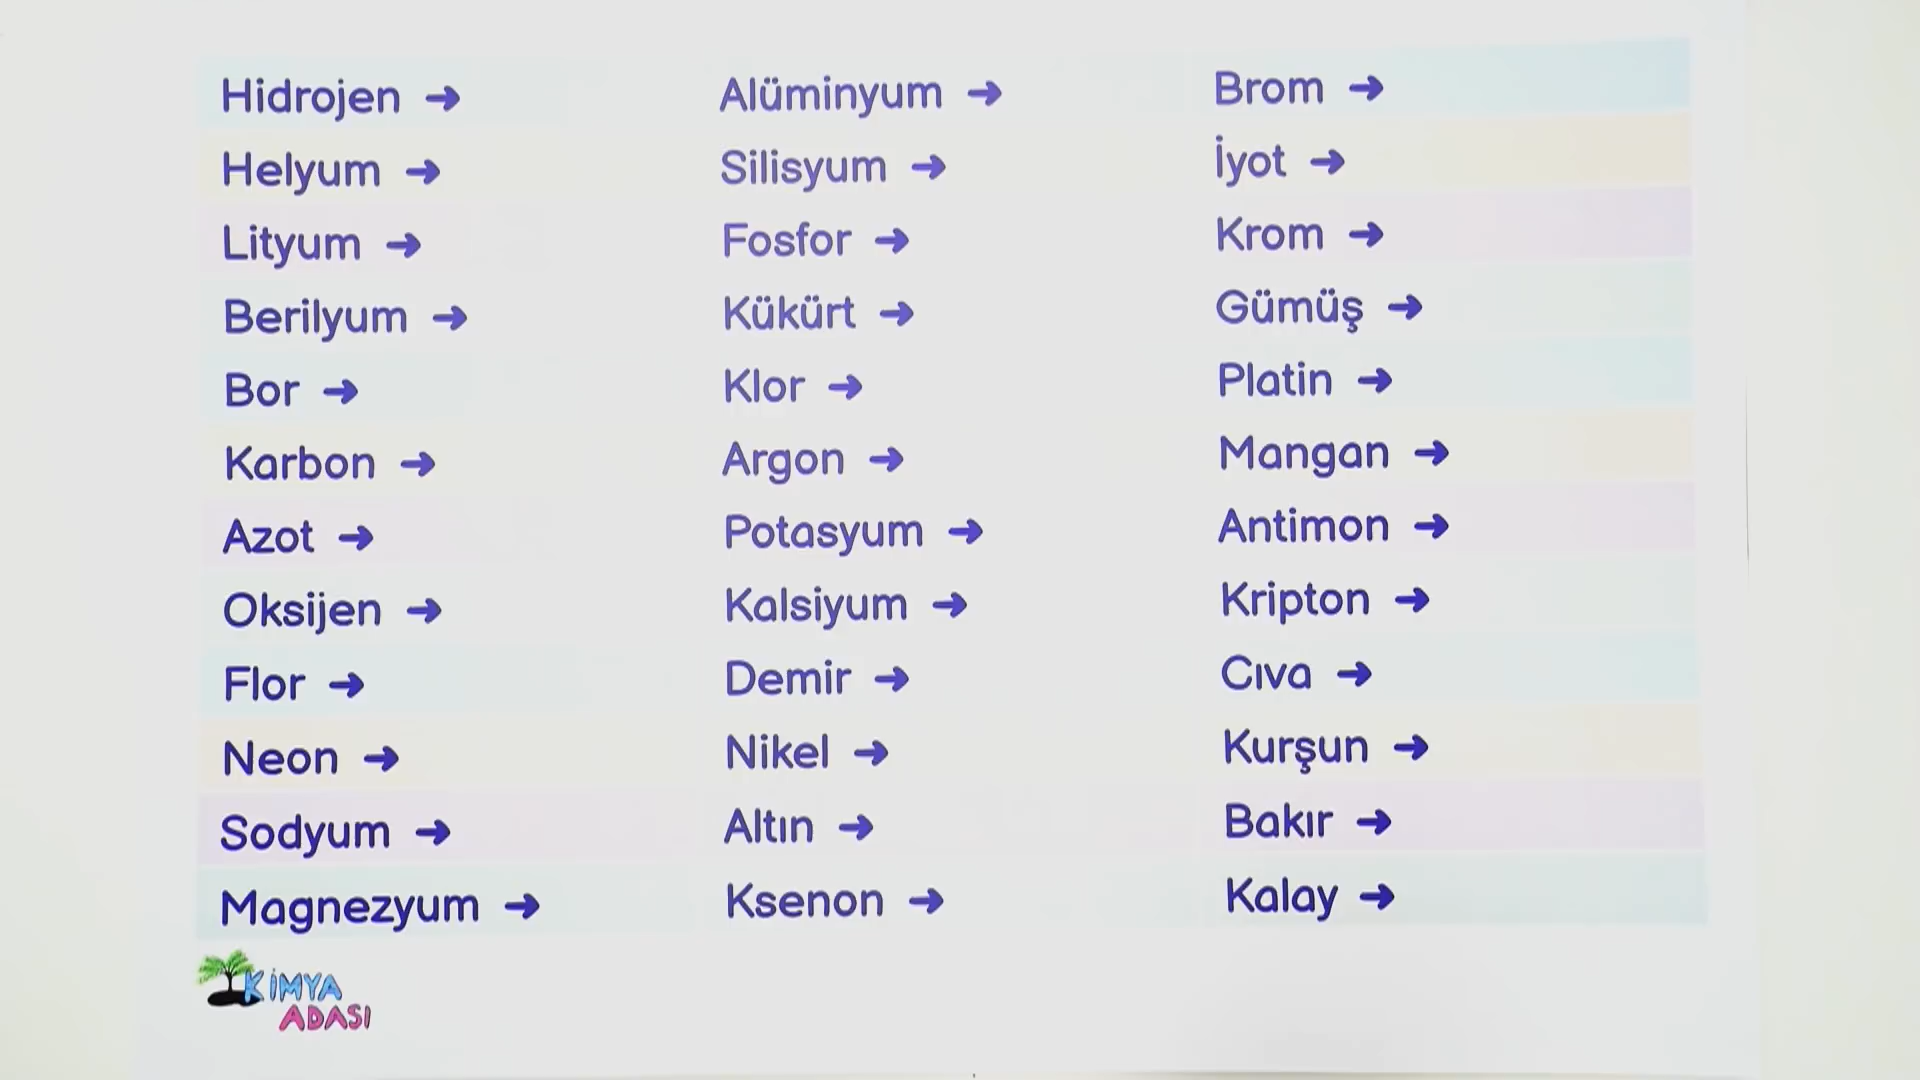 Hidrojen →
Helyum →
Lityum →
Berilyum →
Bor →
Karbon →
Azot →
Oksijen →
Flor →
Neon →
Sodyum →
Magnezyum →
Alüminyum →
Silisyum →
Fosfor →
Kükürt →
Klor →
Argon →
Potasyum →
Kalsiyum →
Demir →
Nikel →
Altın →
Ksenon →
Brom →
İyot →
Krom →
Gümüş →
Platin →
Mangan →
Antimon →
Kripton →
Cıva →
Kurşun →
Bakır →
Kalay →
KİMYA
ADASI